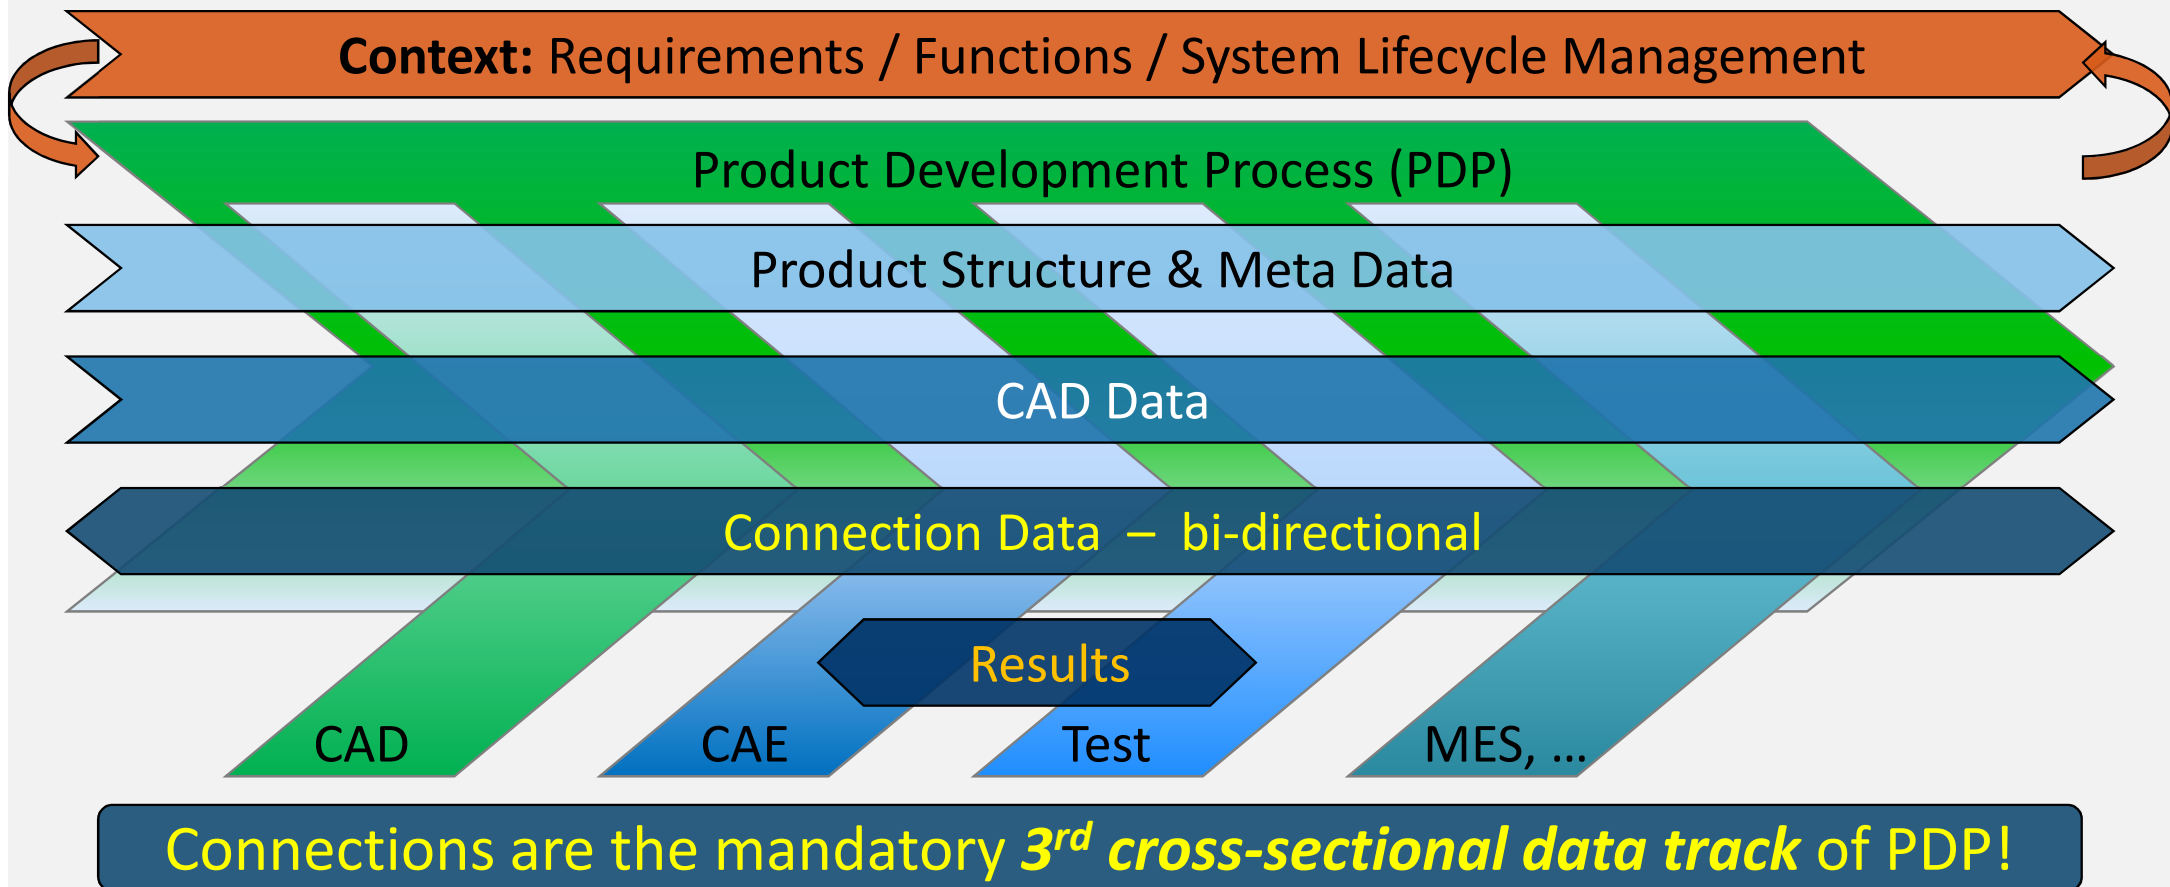 Context: Requirements / Functions / System Lifecycle Management
Product Development Process (PDP)
Product Structure & Meta Data
CAD Data
Connection Data – bi-directional
Results
CAD CAE Test MES, ...
Connections are the mandatory 3rd cross-sectional data track of PDP!